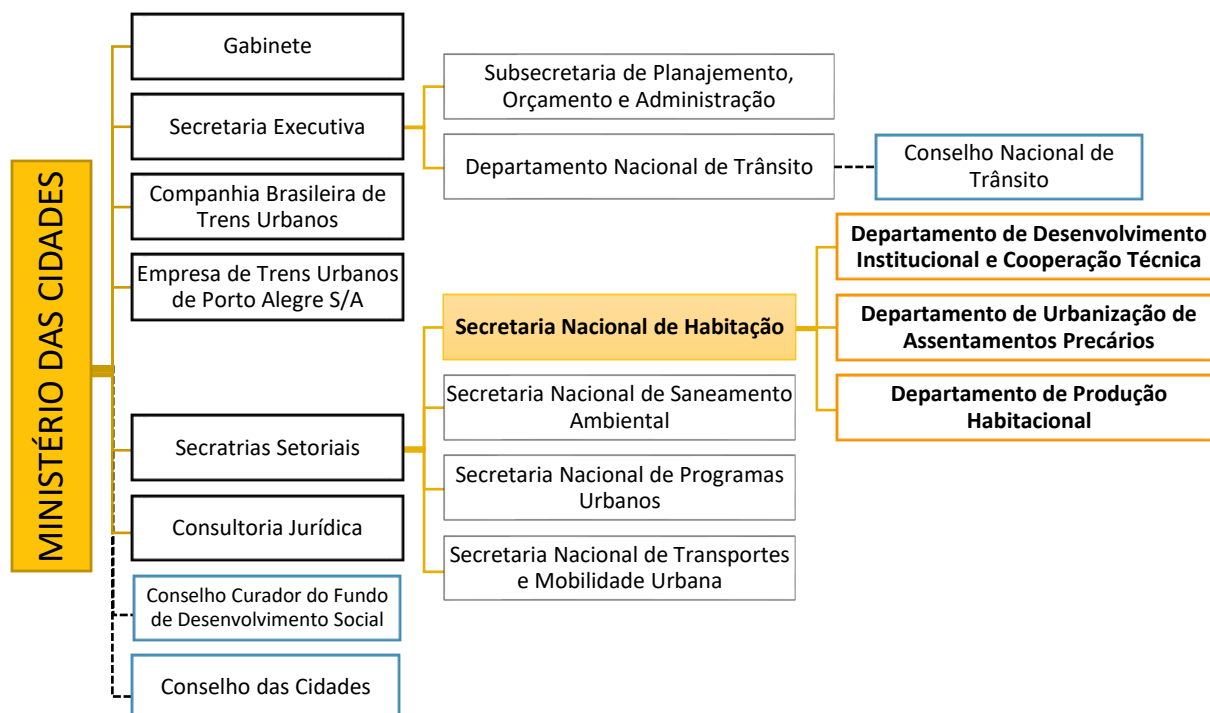 MINISTÉRIO DAS CIDADES
Gabinete
Secretaria Executiva
Companhia Brasileira de
Trens Urbanos
Empresa de Trens Urbanos
de Porto Alegre S/A
Secratrias Setoriais
Consultoria Jurídica
Conselho Curador do Fundo
de Desenvolvimento Social
Conselho das Cidades
Subsecretaria de Planajemento,
Orçamento e Administração
Departamento Nacional de Trânsito
Conselho Nacional de
Trânsito
Secretaria Nacional de Habitação
Secretaria Nacional de Saneamento
Ambiental
Secretaria Nacional de Programas
Urbanos
Secretaria Nacional de Transportes
e Mobilidade Urbana
Departamento de Desenvolvimento
Institucional e Cooperação Técnica
Departamento de Urbanização de
Assentamentos Precários
Departamento de Produção
Habitacional